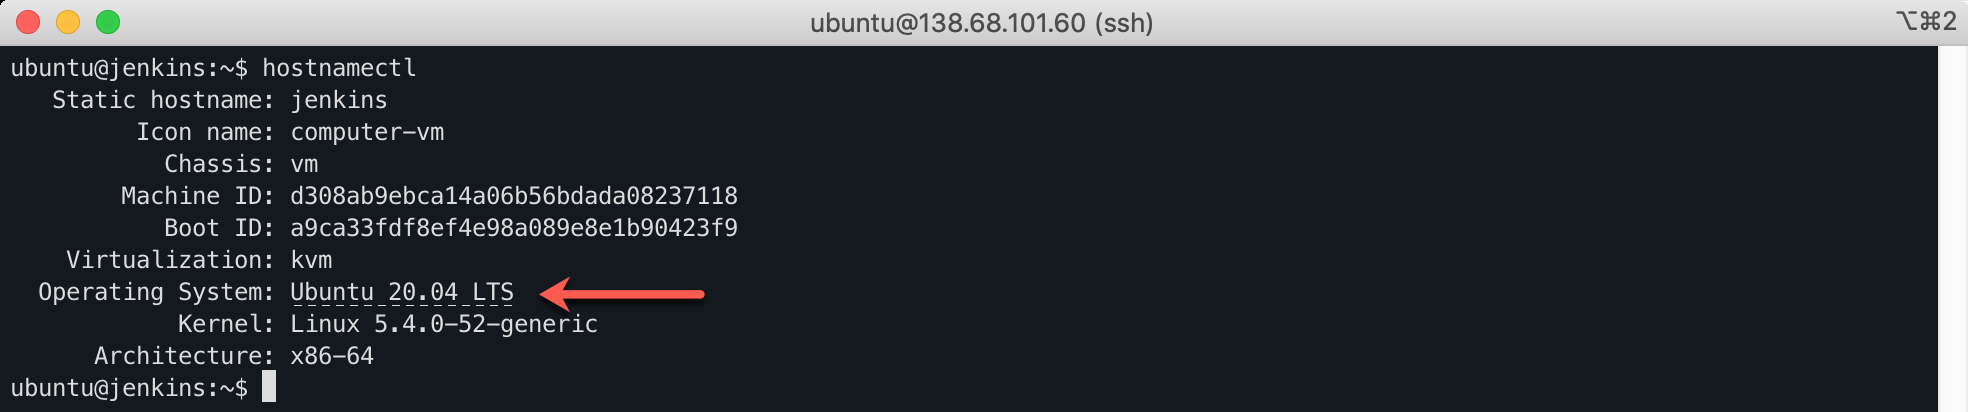 ubuntu@138.68.101.60 (ssh)
⌥⌘2
ubuntu@jenkins:~$ hostnamectl
Static hostname: jenkins
Icon name: computer-vm
Chassis: vm
Machine ID: d308ab9ebca14a06b56bdada08237118
Boot ID: a9ca33fdf8ef4e98a089e8e1b90423f9
Virtualization: kvm
Operating System: Ubuntu 20.04 LTS
Kernel: Linux 5.4.0-52-generic
Architecture: x86-64
ubuntu@jenkins:~$